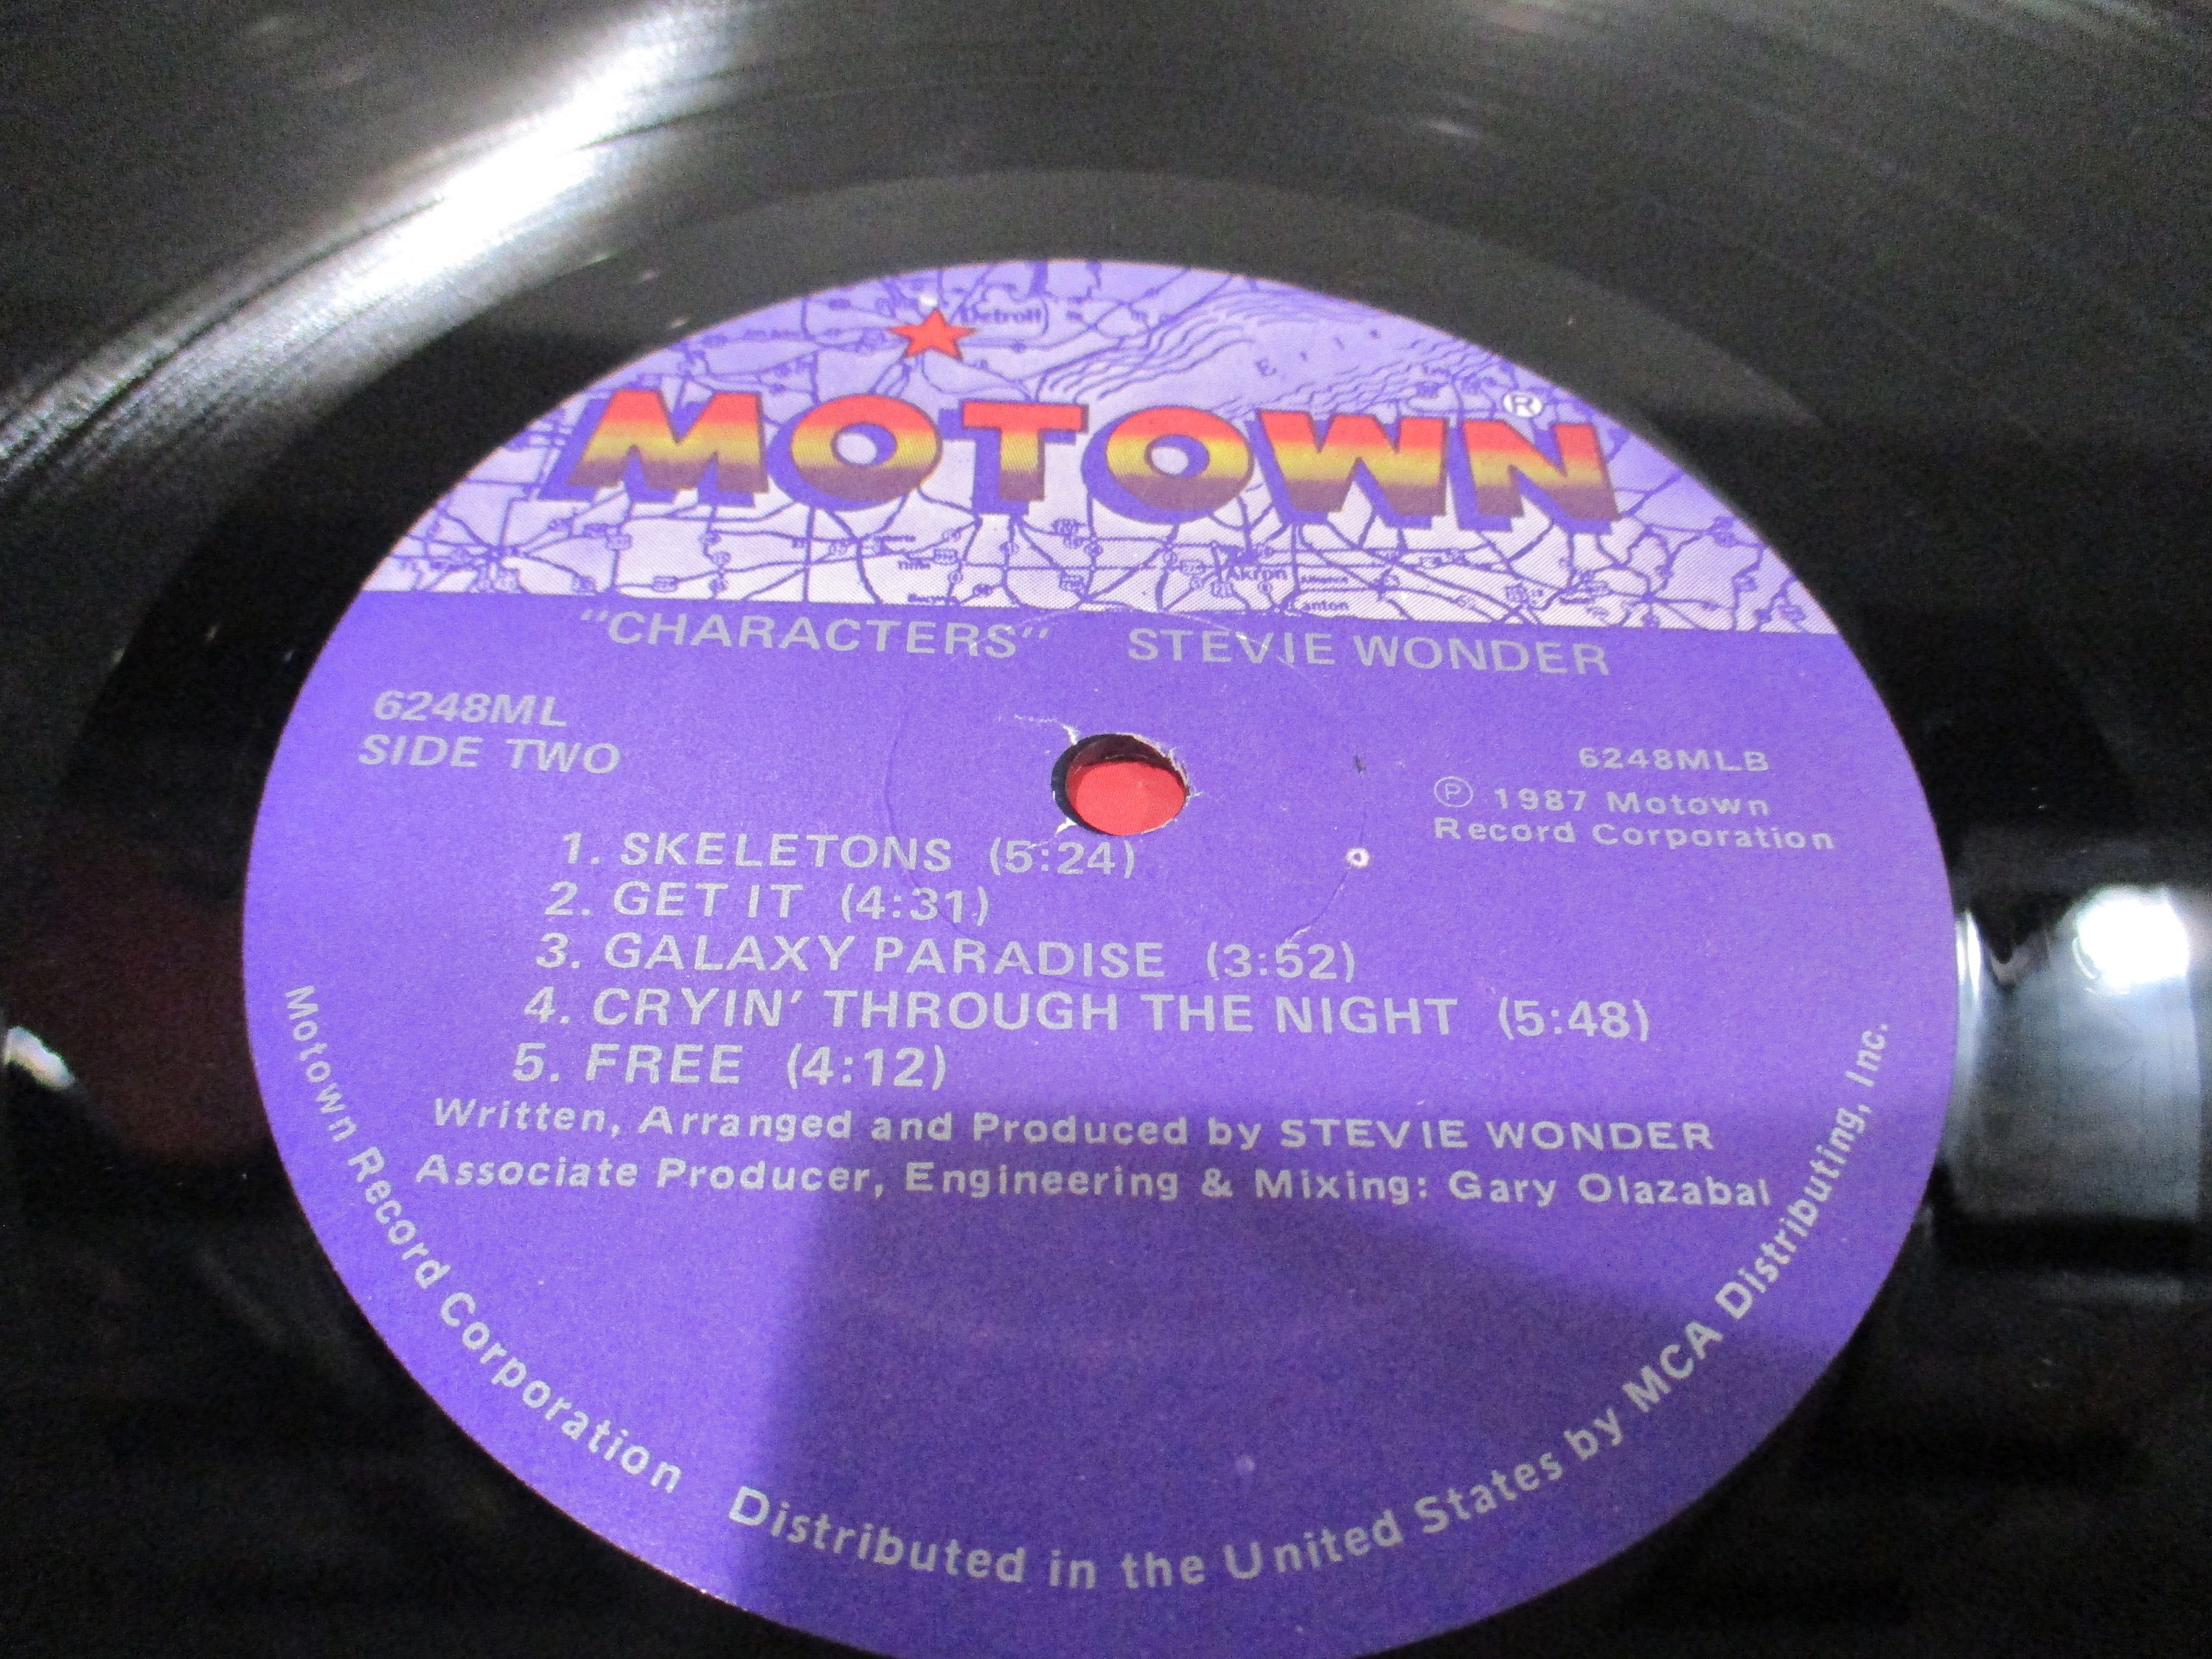 Detroit
Erie
MOTOWN®
Akron
Canton
"CHARACTERS" STEVIE WONDER
6248ML
SIDE TWO
6248MLB
Ⓟ 1987 Motown
Record Corporation
1. SKELETONS (5:24)
2. GET IT (4:31)
3. GALAXY PARADISE (3:52)
4. CRYIN' THROUGH THE NIGHT (5:48)
5. FREE (4:12)
Written, Arranged and Produced by STEVIE WONDER
Associate Producer, Engineering & Mixing: Gary Olazabal
Motown Record Corporation Distributed in the United States by MCA Distributing, Inc.